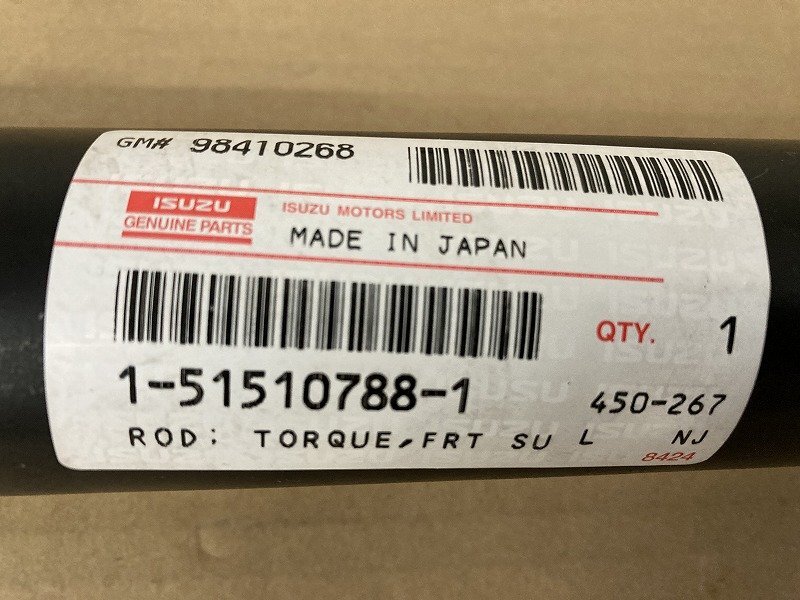 GM# 98410268
ISUZU
GENUINE PARTS
ISUZU MOTORS LIMITED
MADE IN JAPAN
QTY. 1
1-51510788-1
450-267
ROD; TORQUE,FRT SU L NJ
8424